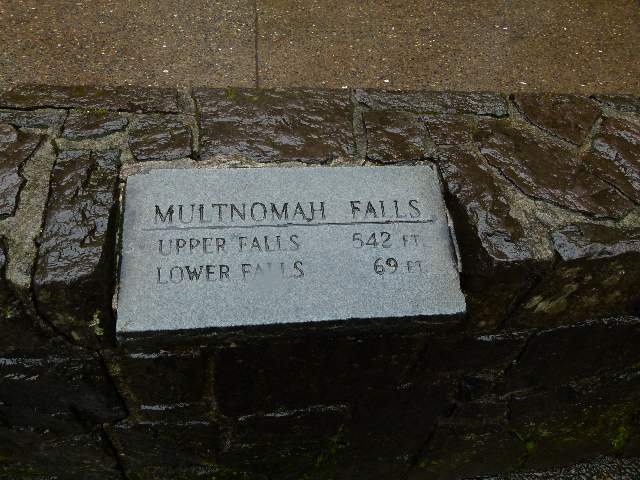 MULTNOMAH FALLS
UPPER FALLS 542 FT.
LOWER FALLS 69 FT.